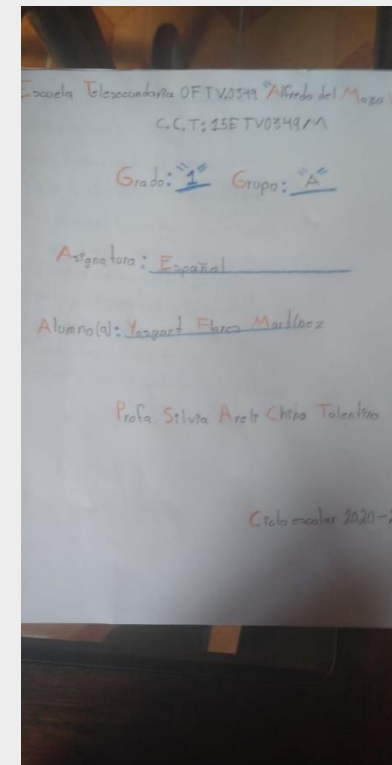 Escuela Telesecundaria OFTV0349 "Alfredo del Mazo
C.C.T: 15ETV0349M
Grado: "1" Grupo: "A"
Asignatura: Español
Alumno(a): Flores Martínez
Profa. Silvia Areli Chino Tolentino
Ciclo escolar 2020-2